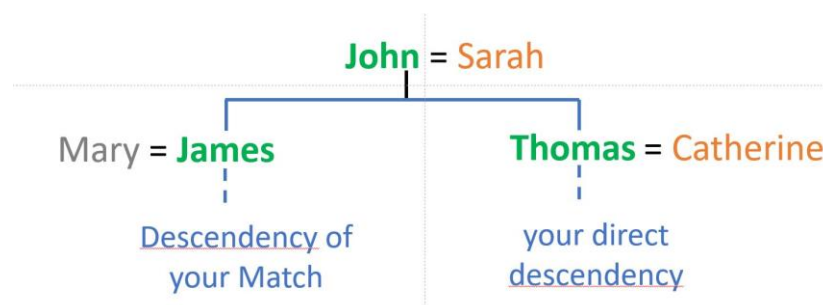 John = Sarah
Mary = James
Thomas = Catherine
Descendency of
your Match
your direct
descendency